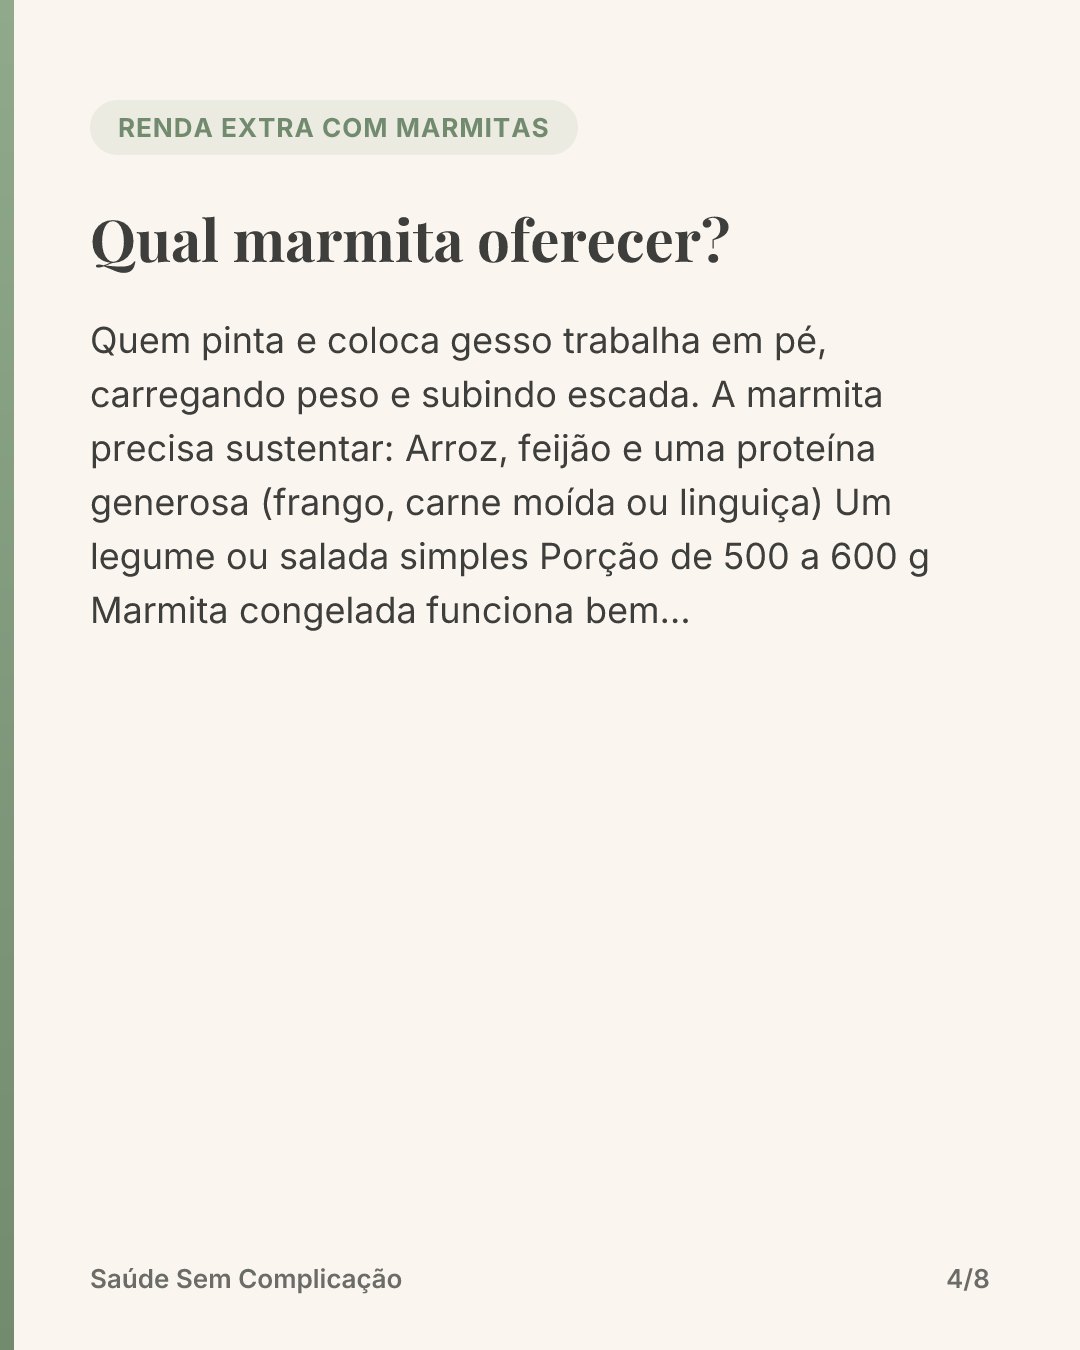 RENDA EXTRA COM MARMITAS
Qual marmita oferecer?
Quem pinta e coloca gesso trabalha em pé,
carregando peso e subindo escada. A marmita
precisa sustentar: Arroz, feijão e uma proteína
generosa (frango, carne moída ou linguiça) Um
legume ou salada simples Porção de 500 a 600 g
Marmita congelada funciona bem...
Saúde Sem Complicação
4/8